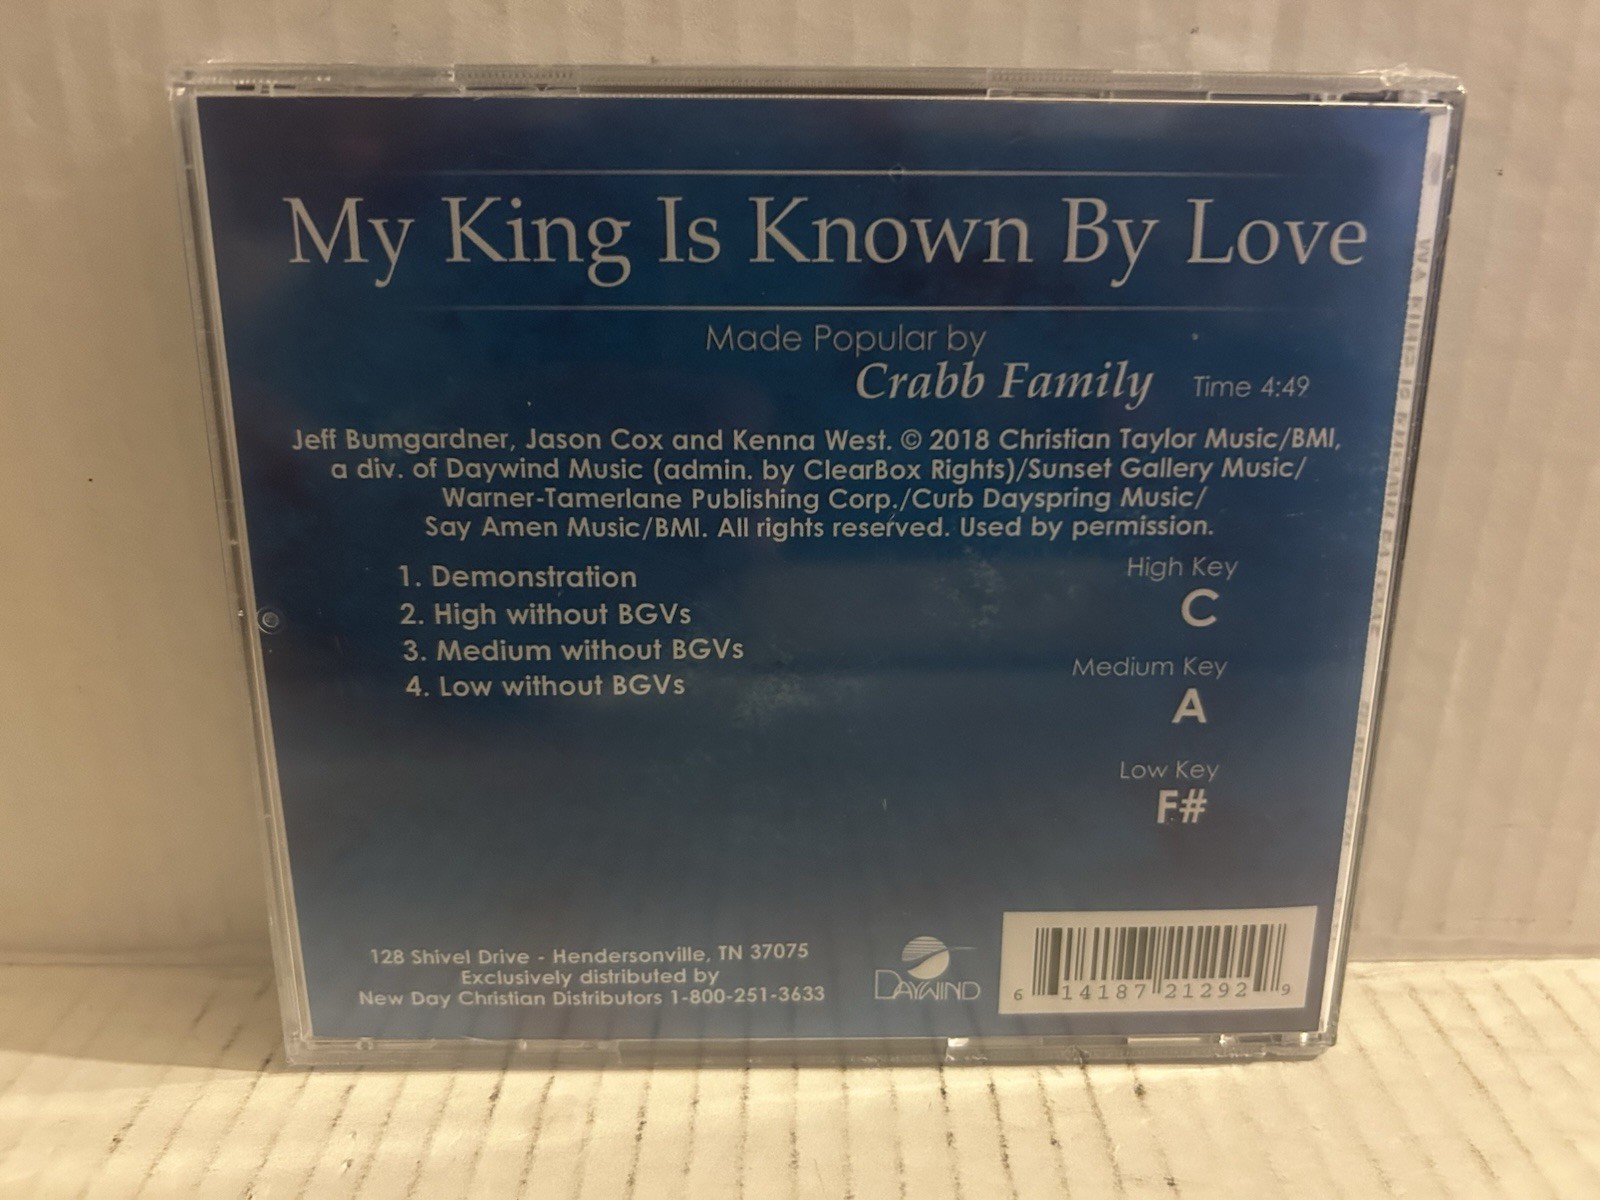 My King Is Known By Love
Made Popular by
Crabb Family Time 4:49
Jeff Bumgardner, Jason Cox and Kenna West. © 2018 Christian Taylor Music/BMI,
a div. of Daywind Music (admin. by ClearBox Rights)/Sunset Gallery Music/
Warner-Tamerlane Publishing Corp./Curb Dayspring Music/
Say Amen Music/BMI. All rights reserved. Used by permission.
1. Demonstration
2. High without BGVs
3. Medium without BGVs
4. Low without BGVs
High Key
C
Medium Key
A
Low Key
F#
128 Shivel Drive - Hendersonville, TN 37075
Exclusively distributed by
New Day Christian Distributors 1-800-251-3633
DAYWIND
6 14187 21292 9